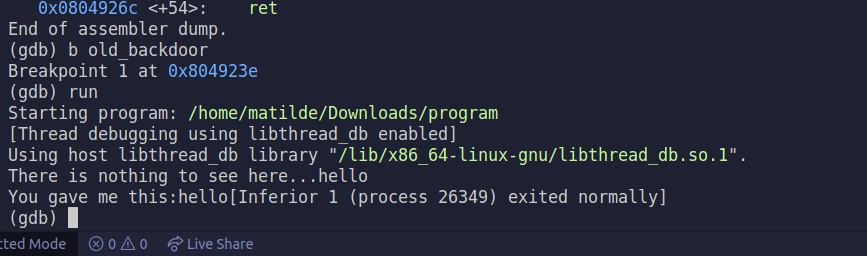 0x0804926c <+54>:    ret
End of assembler dump.
(gdb) b old_backdoor
Breakpoint 1 at 0x804923e
(gdb) run
Starting program: /home/matilde/Downloads/program
[Thread debugging using libthread_db enabled]
Using host libthread_db library "/lib/x86_64-linux-gnu/libthread_db.so.1".
There is nothing to see here...hello
You gave me this:hello[Inferior 1 (process 26349) exited normally]
(gdb)
cted Mode 0 0 Live Share